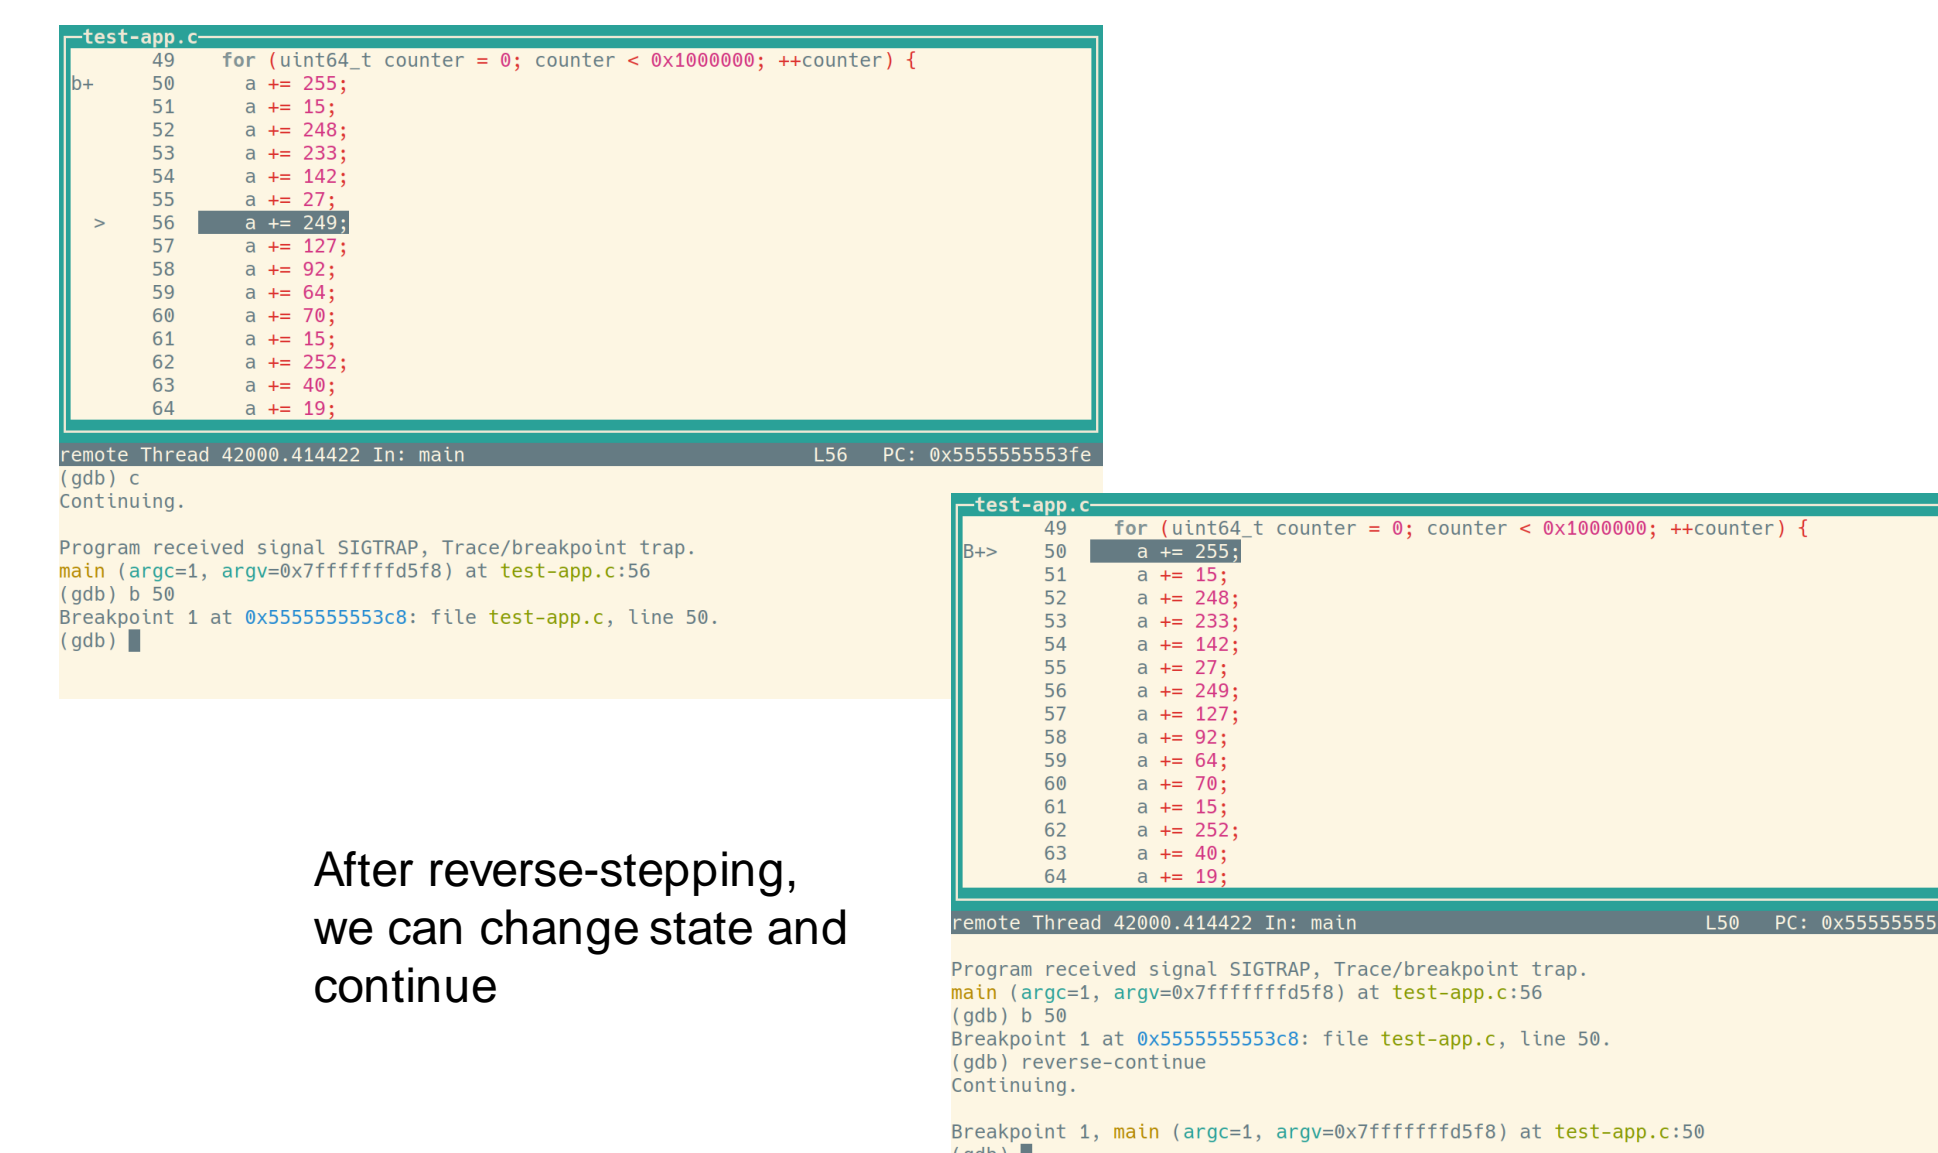 test-app.c
49 for (uint64_t counter = 0; counter < 0x1000000; ++counter) {
b+ 50 a += 255;
51 a += 15;
52 a += 248;
53 a += 233;
54 a += 142;
55 a += 27;
> 56 a += 249;
57 a += 127;
58 a += 92;
59 a += 64;
60 a += 70;
61 a += 15;
62 a += 252;
63 a += 40;
64 a += 19;
remote Thread 42000.414422 In: main L56 PC: 0x5555555553fe
(gdb) c
Continuing.
Program received signal SIGTRAP, Trace/breakpoint trap.
main (argc=1, argv=0x7fffffffd5f8) at test-app.c:56
(gdb) b 50
Breakpoint 1 at 0x5555555553c8: file test-app.c, line 50.
(gdb)
After reverse-stepping,
we can change state and
continue
test-app.c
49 for (uint64_t counter = 0; counter < 0x1000000; ++counter) {
B+> 50 a += 255;
51 a += 15;
52 a += 248;
53 a += 233;
54 a += 142;
55 a += 27;
56 a += 249;
57 a += 127;
58 a += 92;
59 a += 64;
60 a += 70;
61 a += 15;
62 a += 252;
63 a += 40;
64 a += 19;
remote Thread 42000.414422 In: main L50 PC: 0x55555555
Program received signal SIGTRAP, Trace/breakpoint trap.
main (argc=1, argv=0x7fffffffd5f8) at test-app.c:56
(gdb) b 50
Breakpoint 1 at 0x5555555553c8: file test-app.c, line 50.
(gdb) reverse-continue
Continuing.
Breakpoint 1, main (argc=1, argv=0x7fffffffd5f8) at test-app.c:50
(gdb)